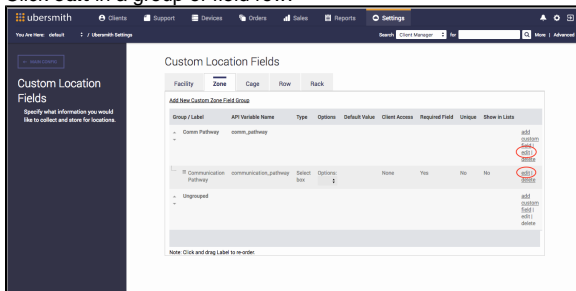 Click edit in a group or field row.
ubersmith Clients Support Devices Orders Sales Reports Settings
You Are Here: default / Ubersmith Settings Search Client Manager for More | Advanced
Custom Location Fields
Facility Zone Cage Row Rack
Custom Location
Fields
Specify what information you would
like to collect and store for locations.
Add New Custom Zone Field Group
Group / Label API Variable Name Type Options Default Value Client Access Required Field Unique Show in Lists
Comm Pathway comm_pathway add
custom
field |
edit |
delete
Communication communication_pathway Select Options: None Yes No No edit |
Pathway box delete
Ungrouped add
custom
field |
edit |
delete
Note: Click and drag Label to re-order.